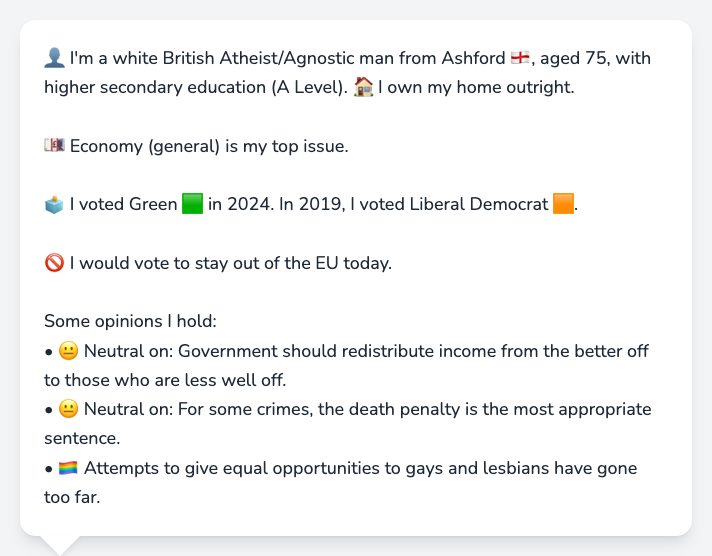 👤 I'm a white British Atheist/Agnostic man from Ashford 🏴󠁧󠁢󠁥󠁮󠁧󠁿, aged 75, with
higher secondary education (A Level). 🏠 I own my home outright.
💷 Economy (general) is my top issue.
🗳️ I voted Green 🟩 in 2024. In 2019, I voted Liberal Democrat 🟧.
🚫 I would vote to stay out of the EU today.
Some opinions I hold:
• 😐 Neutral on: Government should redistribute income from the better off
to those who are less well off.
• 😐 Neutral on: For some crimes, the death penalty is the most appropriate
sentence.
• 🏳️‍🌈 Attempts to give equal opportunities to gays and lesbians have gone
too far.